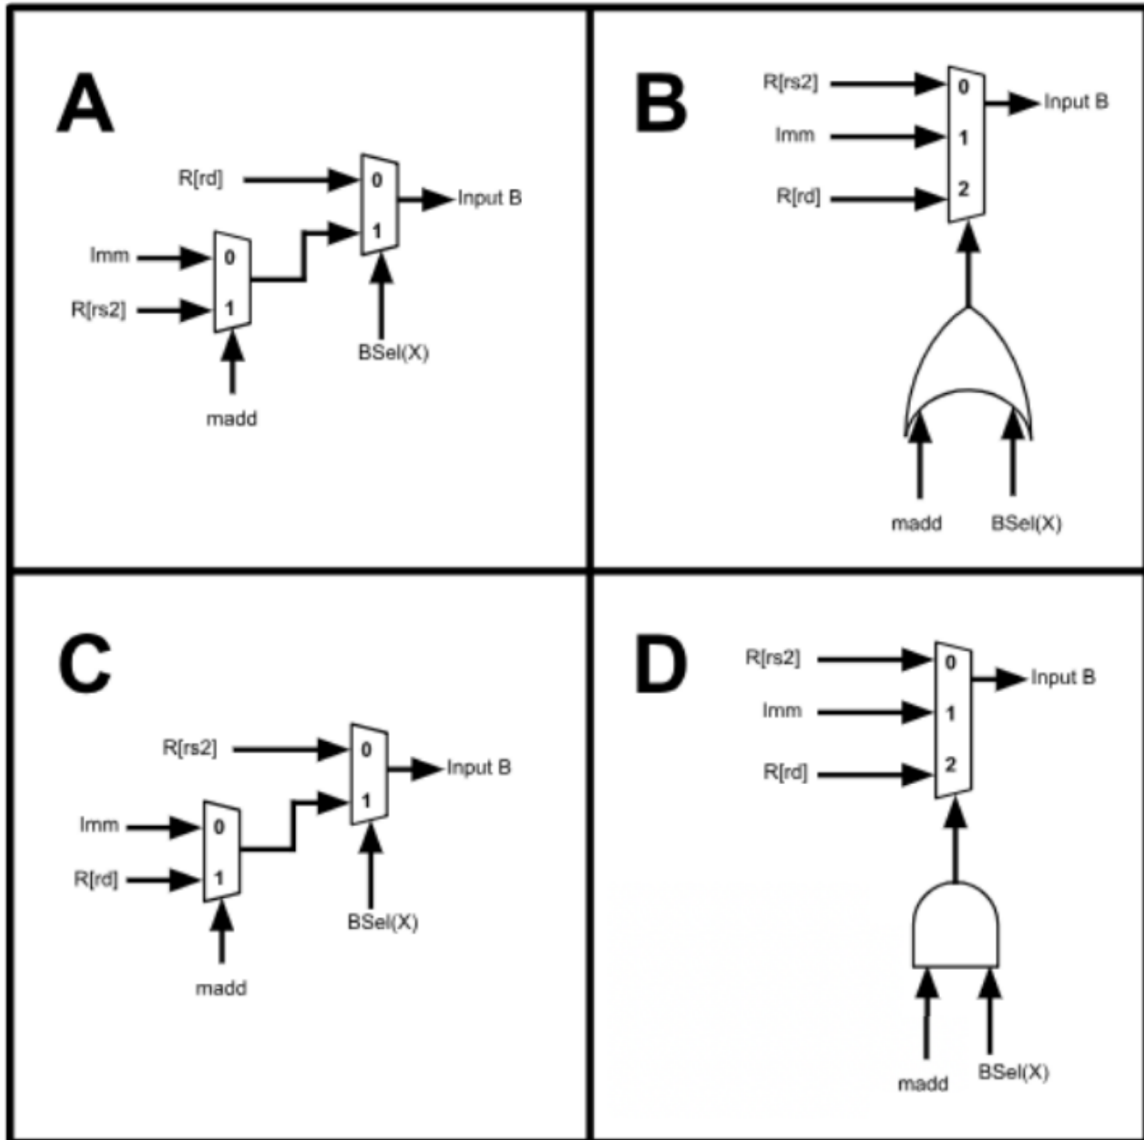 A
R[rd]
0
Input B
1
Imm
0
R[rs2]
1
BSel(X)
madd
B
R[rs2]
0
Input B
Imm
1
R[rd]
2
madd
BSel(X)
C
R[rs2]
0
Input B
1
Imm
0
R[rd]
1
BSel(X)
madd
D
R[rs2]
0
Input B
Imm
1
R[rd]
2
madd
BSel(X)